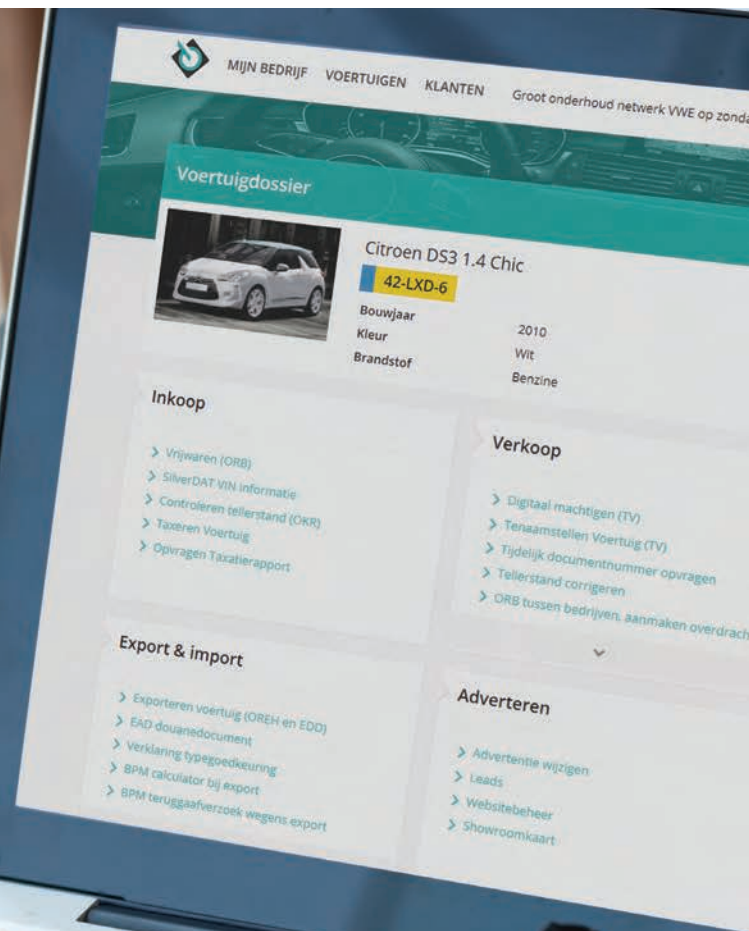 MIJN BEDRIJF VOERTUIGEN KLANTEN Groot onderhoud netwerk VWE op zonda
Voertuigdossier
Citroen DS3 1.4 Chic
42-LXD-6
Bouwjaar 2010
Kleur Wit
Brandstof Benzine
Inkoop
Vrijwaren (ORB)
SilverDAT VIN informatie
Controleren tellerstand (OKR)
Taxeren Voertuig
Opvragen Taxatierapport
Verkoop
Digitaal machtigen (TV)
Tenaamstellen Voertuig (TV)
Tijdelijk documentnummer opvragen
Tellerstand corrigeren
ORB tussen bedrijven, aanmaken overdrach
Export & import
Exporteren voertuig (OREH en EDD)
EAD douanedocument
Verklaring typegoedkeuring
BPM calculator bij export
BPM teruggaafverzoek wegens export
Adverteren
Advertentie wijzigen
Leads
Websitebeheer
Showroomkaart